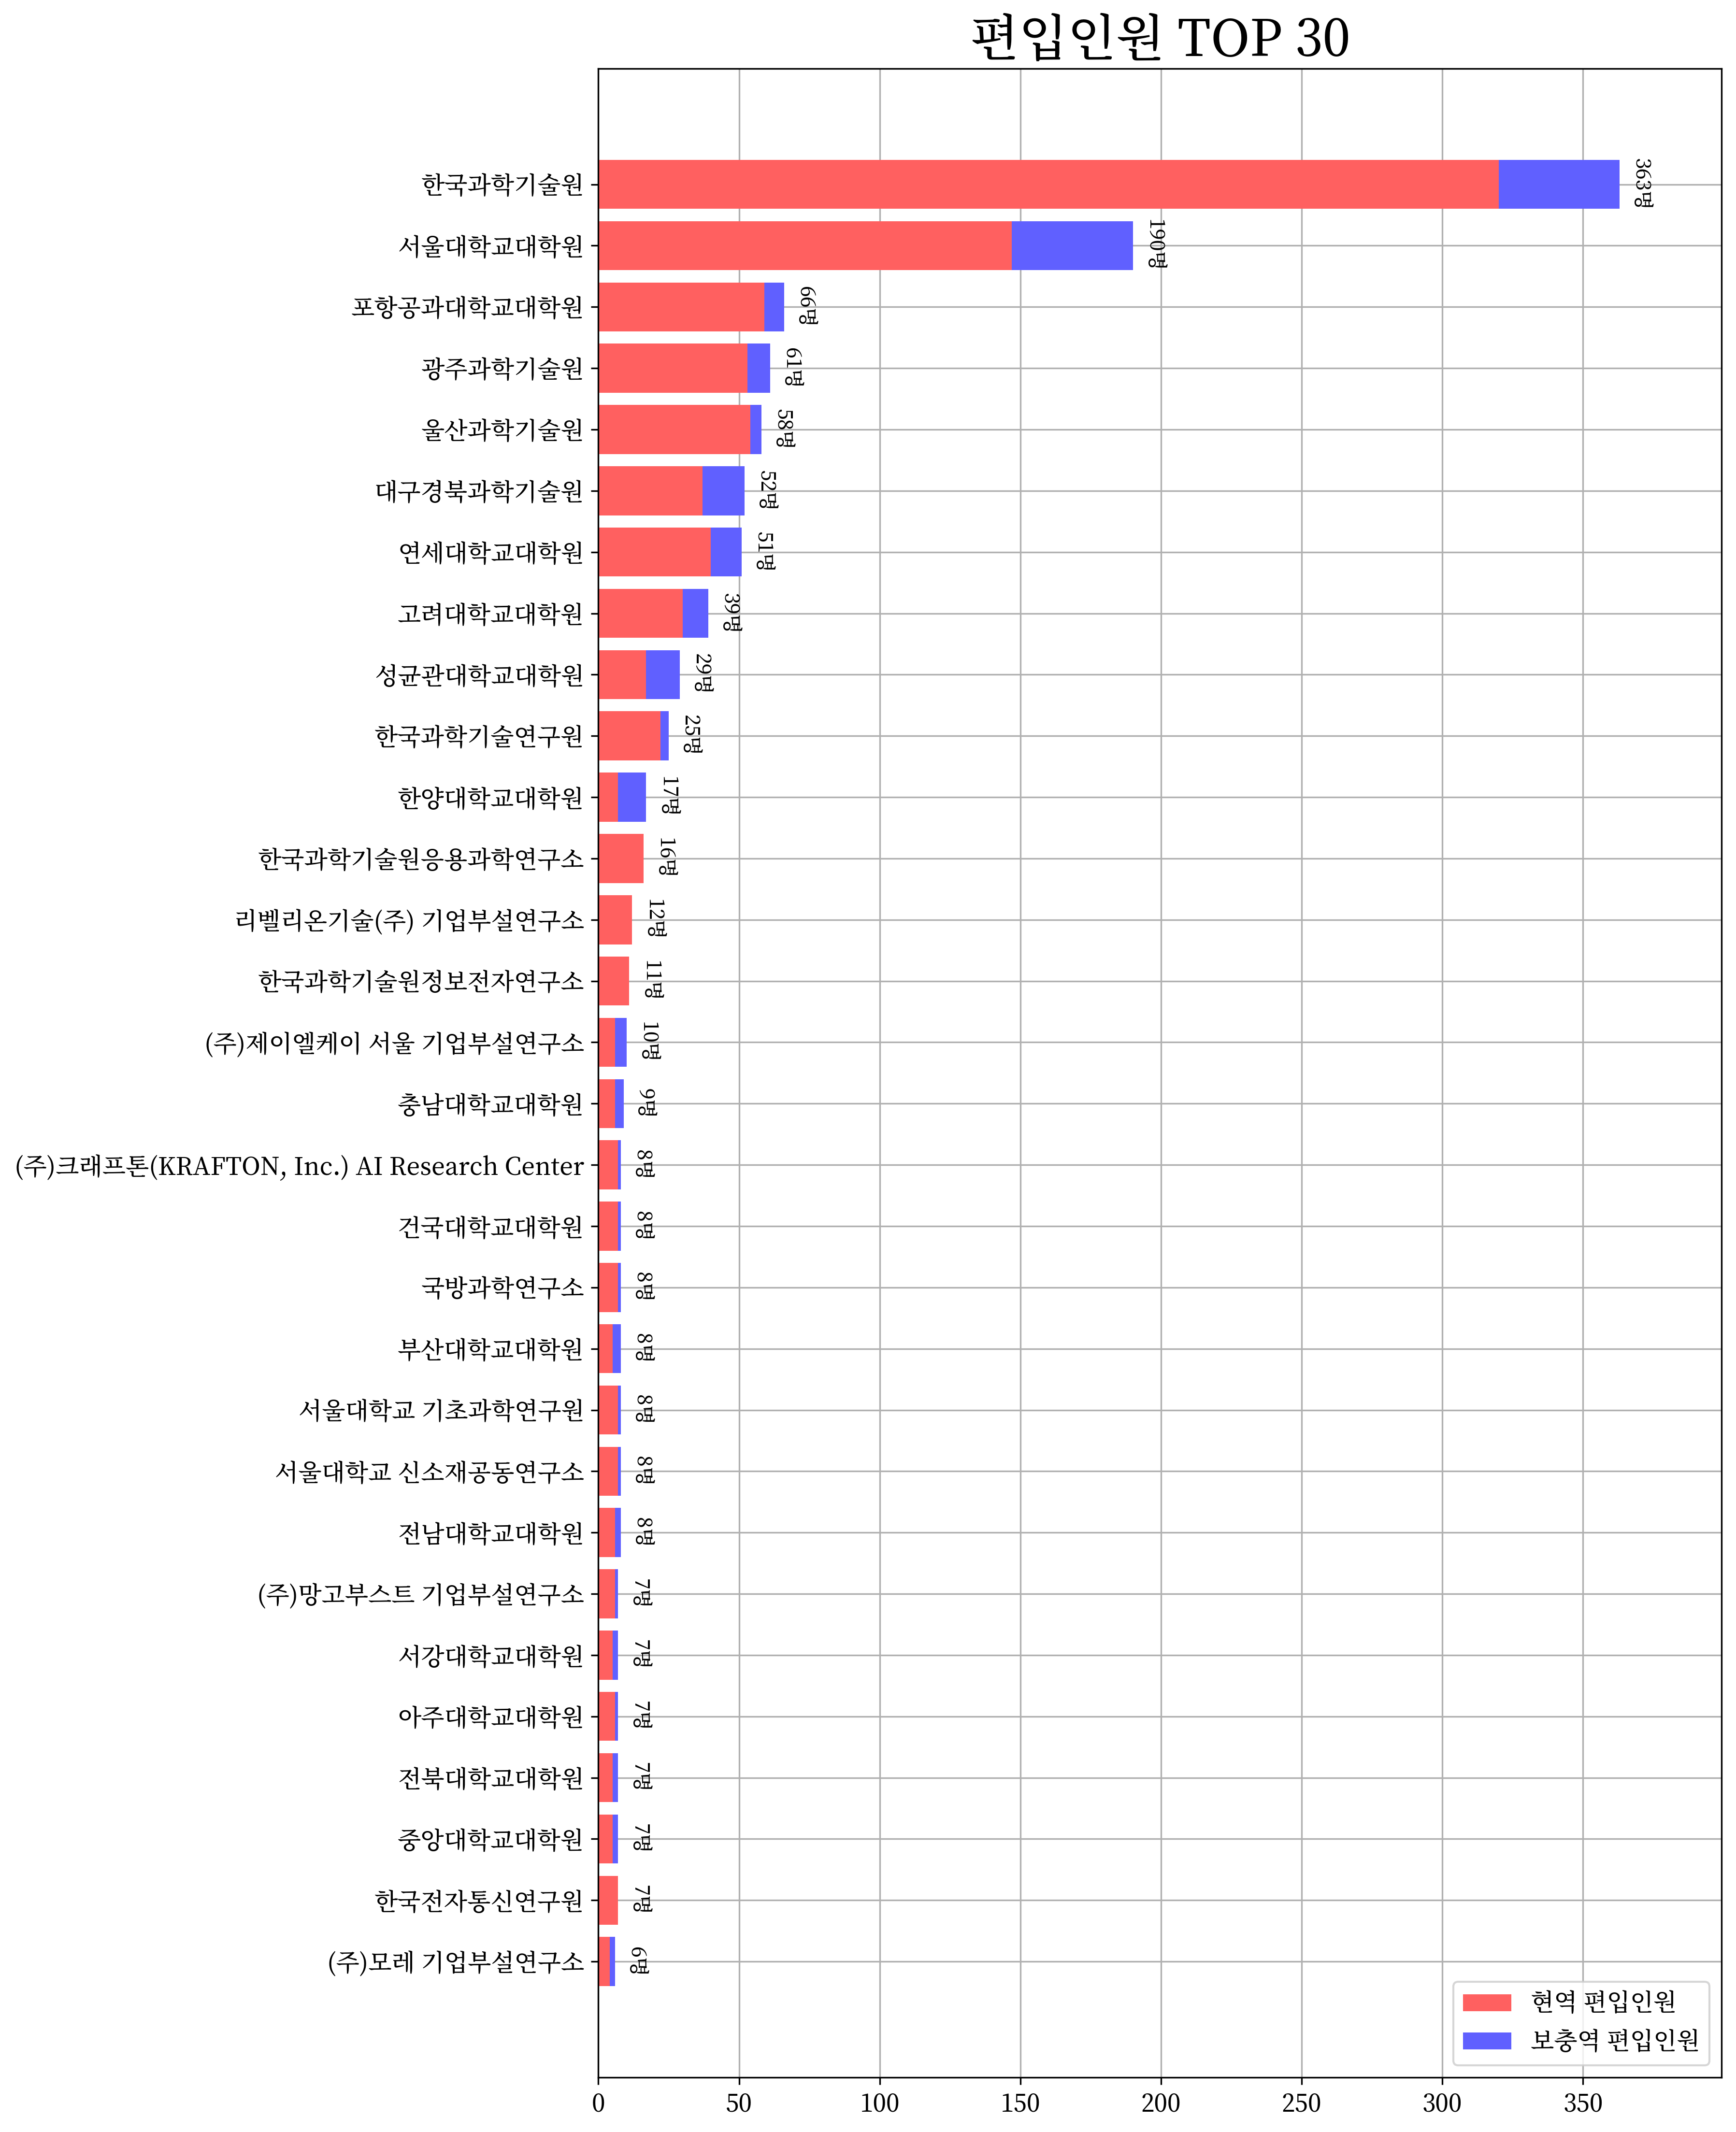 편입인원 TOP 30
한국과학기술원
363명
서울대학교대학원
190명
포항공과대학교대학원
66명
광주과학기술원
61명
울산과학기술원
58명
대구경북과학기술원
52명
연세대학교대학원
51명
고려대학교대학원
39명
성균관대학교대학원
29명
한국과학기술연구원
25명
한양대학교대학원
17명
한국과학기술원응용과학연구소
16명
리벨리온기술(주) 기업부설연구소
12명
한국과학기술원정보전자연구소
11명
(주)제이엘케이 서울 기업부설연구소
10명
충남대학교대학원
9명
(주)크래프톤(KRAFTON, Inc.) AI Research Center
8명
건국대학교대학원
8명
국방과학연구소
8명
부산대학교대학원
8명
서울대학교 기초과학연구원
8명
서울대학교 신소재공동연구소
8명
전남대학교대학원
8명
(주)망고부스트 기업부설연구소
7명
서강대학교대학원
7명
아주대학교대학원
7명
전북대학교대학원
7명
중앙대학교대학원
7명
한국전자통신연구원
7명
(주)모레 기업부설연구소
6명
현역 편입인원
보충역 편입인원
0 50 100 150 200 250 300 350